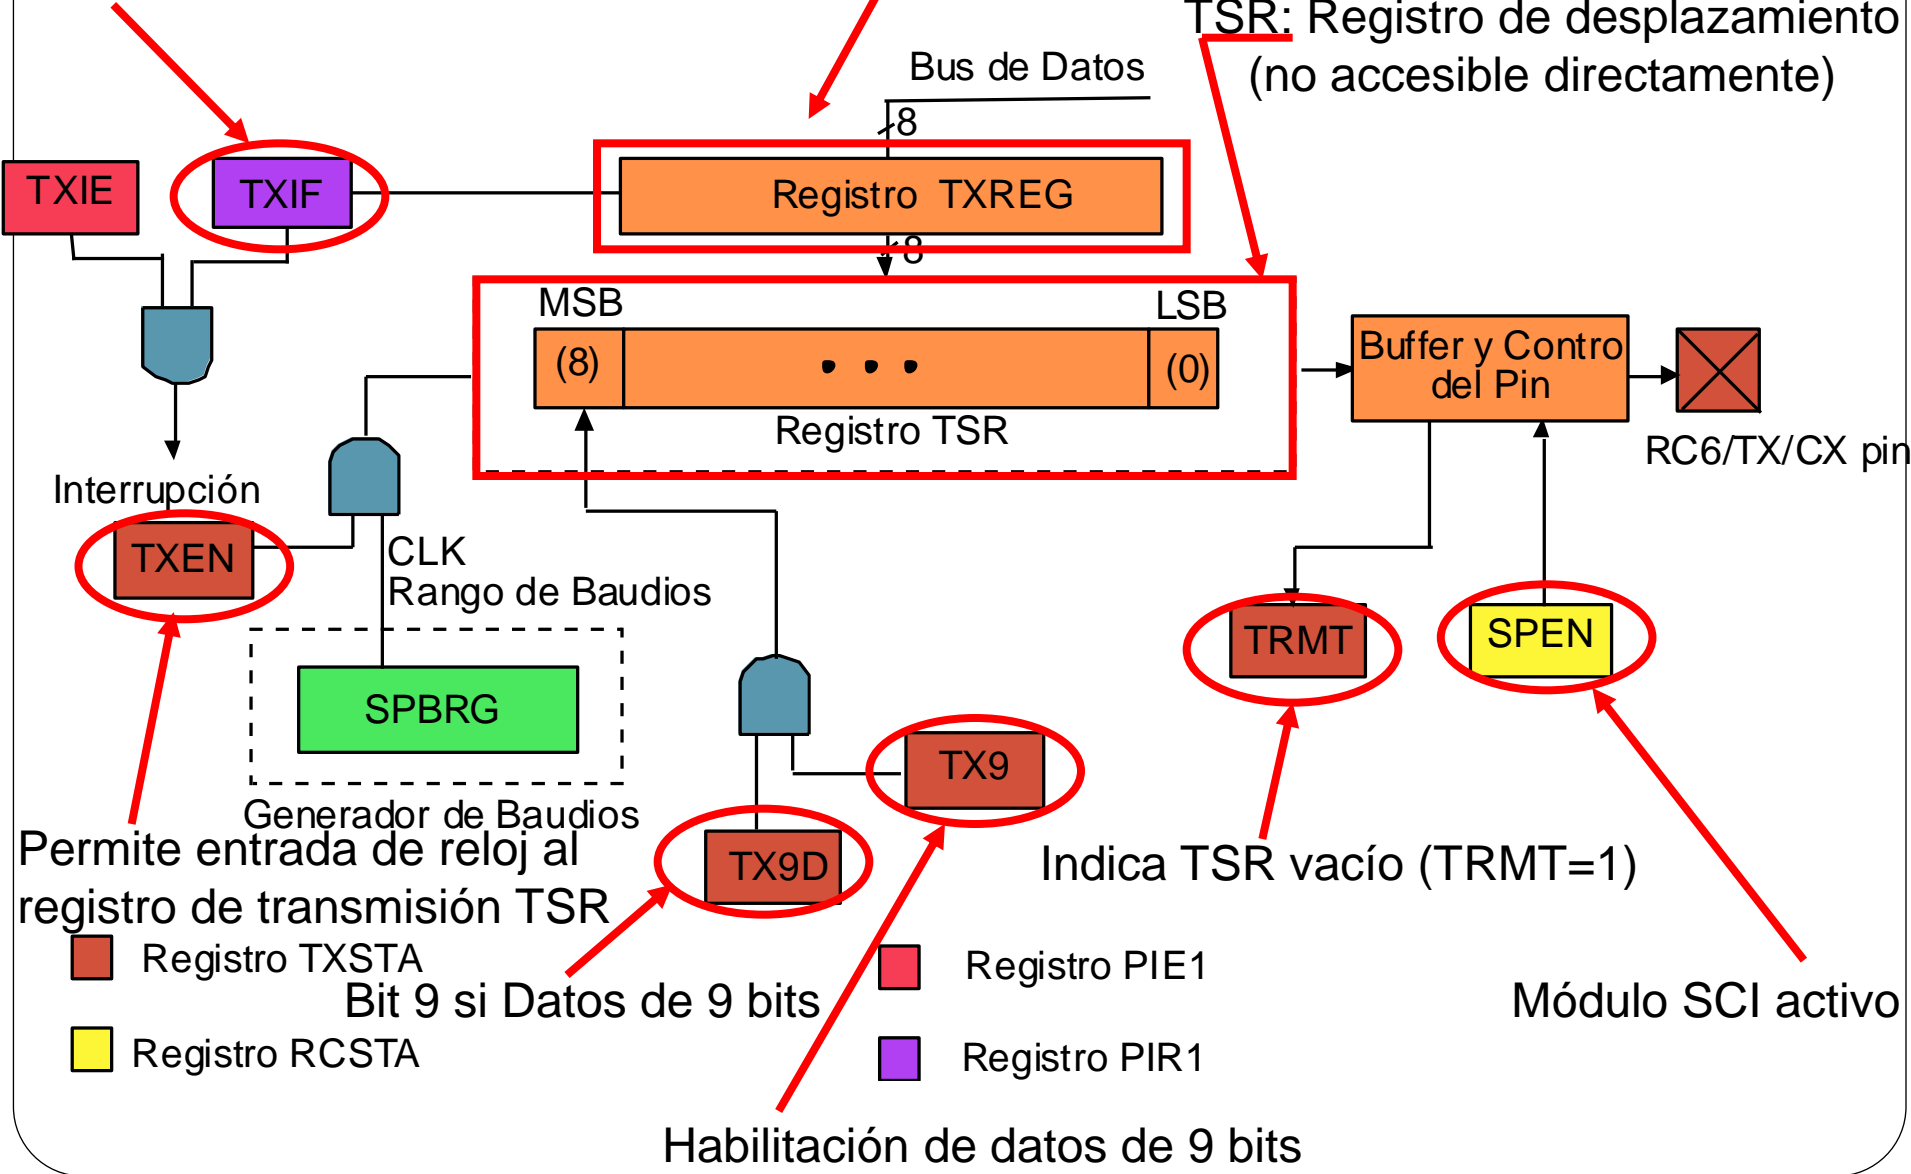 TSR: Registro de desplazamiento
(no accesible directamente)
Bus de Datos
8
TXIE
TXIF
Registro TXREG
8
MSB
LSB
(8)
(0)
Registro TSR
Buffer y Contro
del Pin
RC6/TX/CX pin
Interrupción
TXEN
CLK
Rango de Baudios
SPBRG
Generador de Baudios
TRMT
SPEN
TX9
TX9D
Permite entrada de reloj al
registro de transmisión TSR
Indica TSR vacío (TRMT=1)
Registro TXSTA
Bit 9 si Datos de 9 bits
Registro PIE1
Módulo SCI activo
Registro RCSTA
Registro PIR1
Habilitación de datos de 9 bits